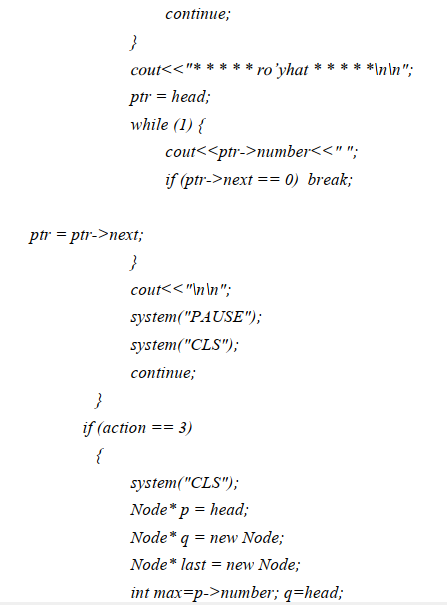 continue;
}
cout<<"* * * * * ro’yhat * * * * *\n\n";
ptr = head;
while (1) {
cout<<ptr->number<<" ";
if (ptr->next == 0)  break;
ptr = ptr->next;
}
cout<<"\n\n";
system("PAUSE");
system("CLS");
continue;
}
if (action == 3)
{
system("CLS");
Node* p = head;
Node* q = new Node;
Node* last = new Node;
int max=p->number; q=head;